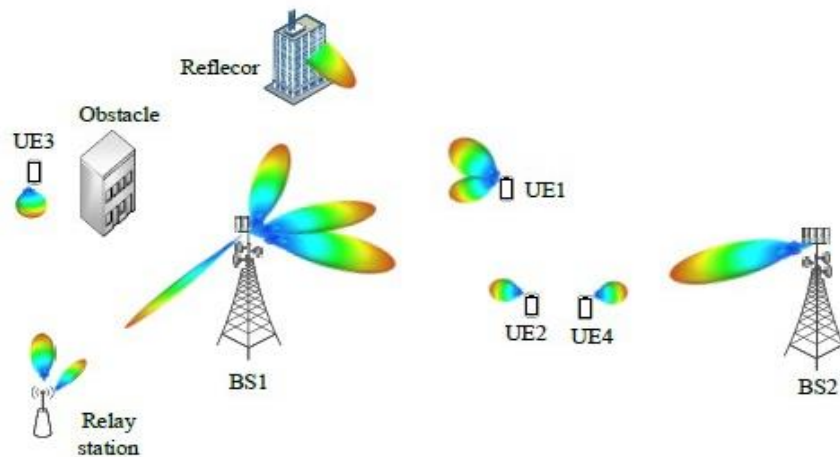 Reflecor
Obstacle
UE3
UE1
UE2
UE4
BS1
BS2
Relay
station